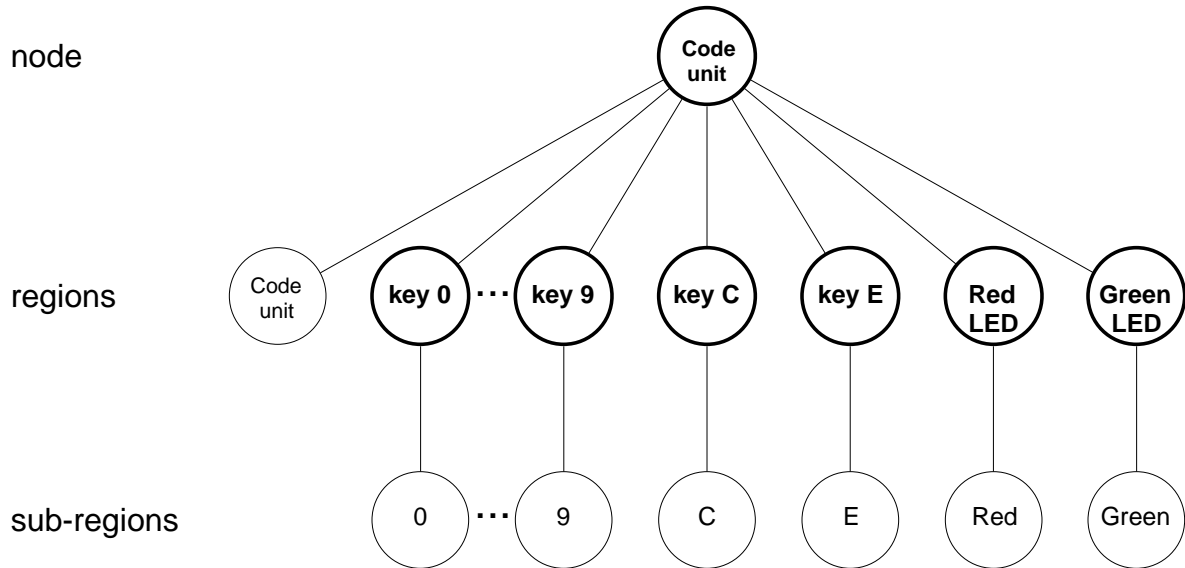 node
Code
unit
regions
Code
unit
key 0
...
key 9
key C
key E
Red
LED
Green
LED
sub-regions
0
...
9
C
E
Red
Green